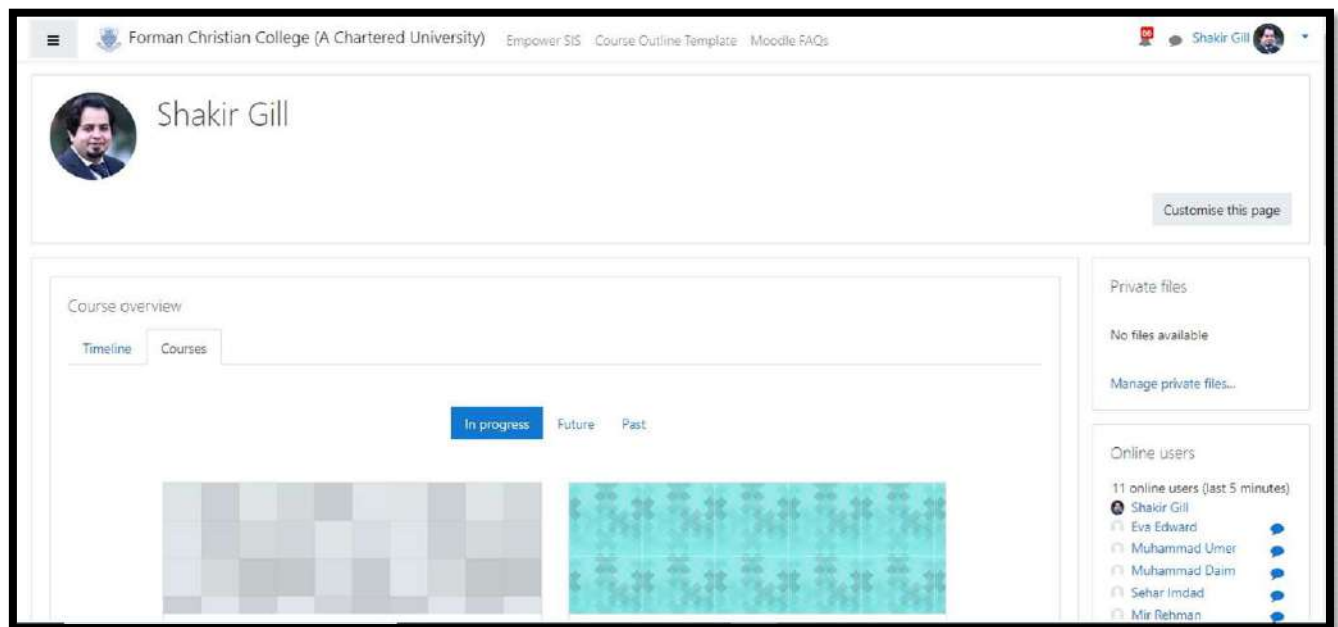 Forman Christian College (A Chartered University) Empower SIS Course Outline Template Moodle FAQs Shakir Gill
Shakir Gill
Customise this page
Course overview
Timeline Courses
In progress Future Past
Private files
No files available
Manage private files...
Online users
11 online users (last 5 minutes)
Shakir Gill
Eva Edward
Muhammad Umer
Muhammad Daim
Sehar Imdad
Mir Rehman